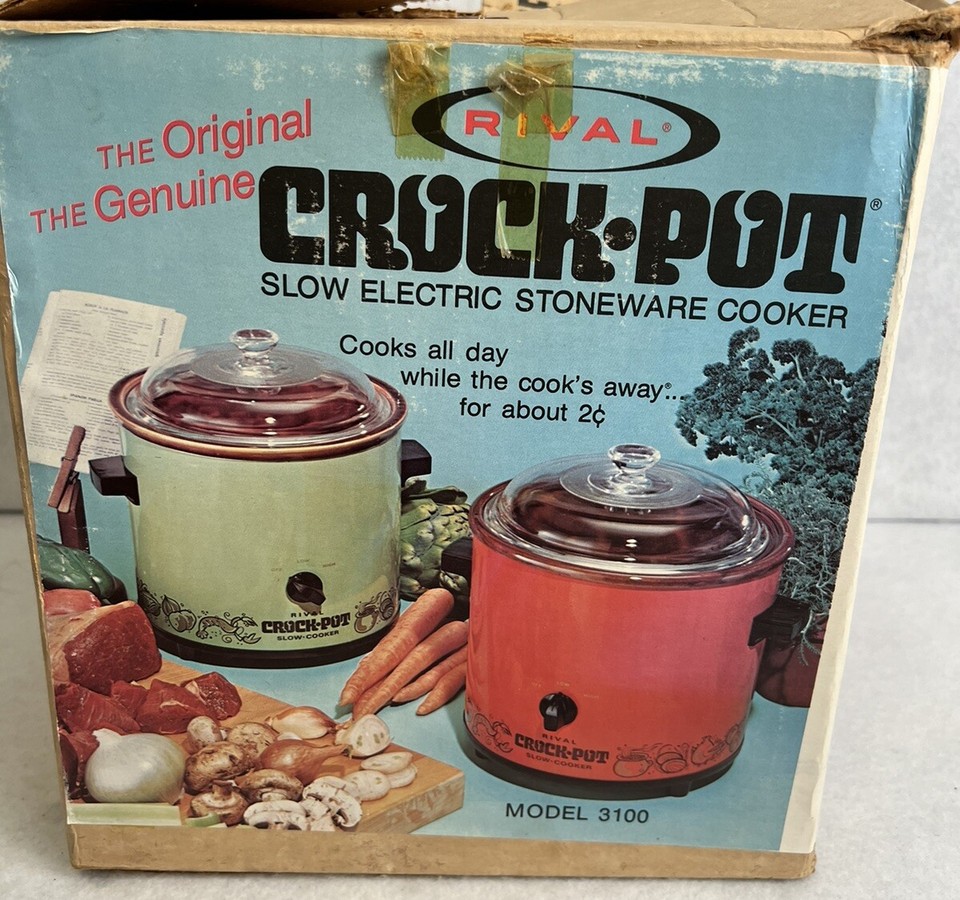 THE Original
THE Genuine
RIVAL®
CROCK•POT®
SLOW ELECTRIC STONEWARE COOKER
Cooks all day
while the cook's away®...
for about 2¢
RIVAL
CROCK•POT
SLOW-COOKER
RIVAL
CROCK•POT
SLOW-COOKER
MODEL 3100